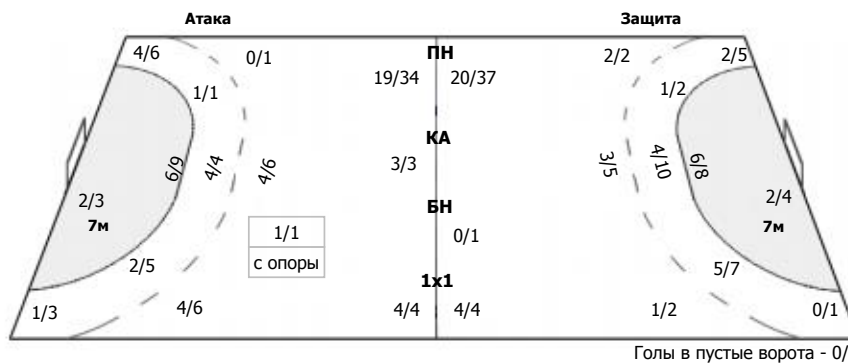 Атака Защита
4/6 0/1 ПН 2/2 2/5
19/34 20/37
1/1 1/2
КА
6/9 4/4 4/6 3/3 3/5 4/10 6/8
2/3 2/4
7м БН 7м
1/1 0/1
с опоры
2/5 5/7
1x1
1/3 4/6 4/4 4/4 1/2 0/1
Голы в пустые ворота - 0/